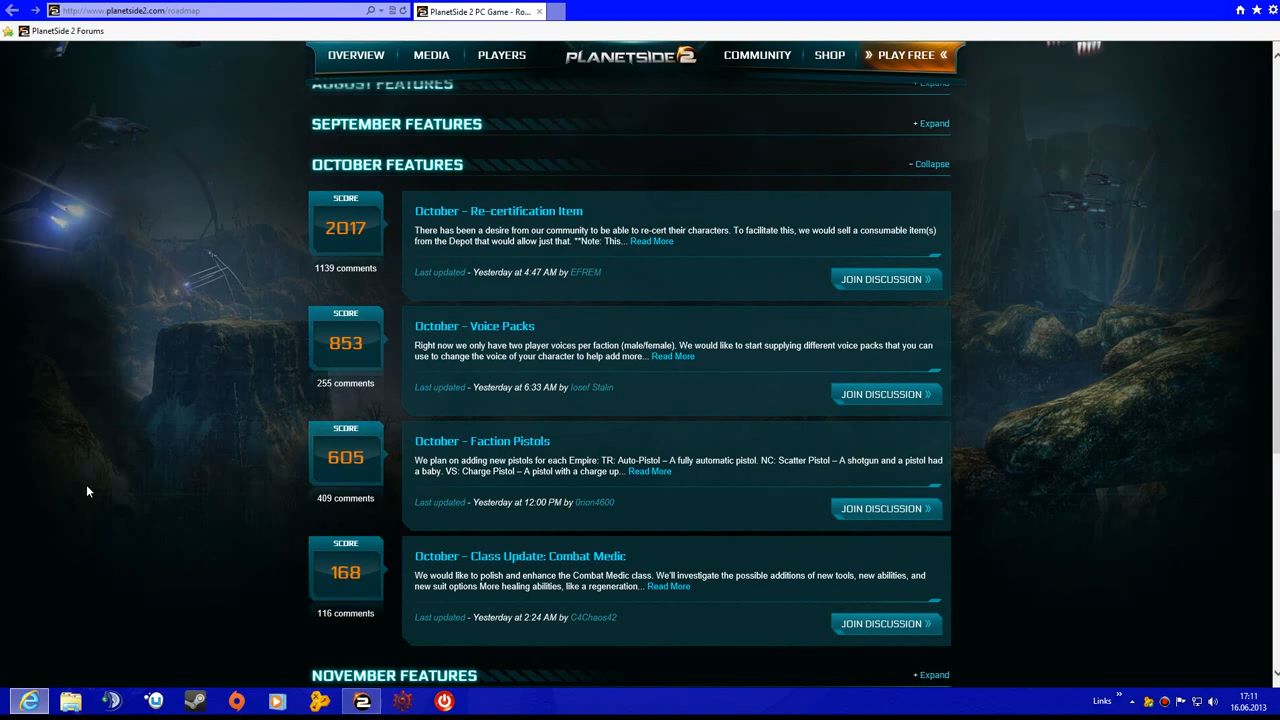 http://www.planetside2.com/roadmap
PlanetSide 2 PC Game - Ro...
PlanetSide 2 Forums
OVERVIEW
MEDIA
PLAYERS
PLANETSIDE 2
COMMUNITY
SHOP
PLAY FREE
AUGUST FEATURES
+ Expand
SEPTEMBER FEATURES
+ Expand
OCTOBER FEATURES
- Collapse
SCORE
2017
1139 comments
October - Re-certification Item
There has been a desire from our community to be able to re-cert their characters. To facilitate this, we would sell a consumable item(s)
from the Depot that would allow just that. **Note: This... Read More
Last updated - Yesterday at 4:47 AM by EFREM
JOIN DISCUSSION
SCORE
853
255 comments
October - Voice Packs
Right now we only have two player voices per faction (male/female). We would like to start supplying different voice packs that you can
use to change the voice of your character to help add more... Read More
Last updated - Yesterday at 6:33 AM by Iosef Stalin
JOIN DISCUSSION
SCORE
605
409 comments
October - Faction Pistols
We plan on adding new pistols for each Empire: TR: Auto-Pistol – A fully automatic pistol. NC: Scatter Pistol – A shotgun and a pistol had
a baby. VS: Charge Pistol – A pistol with a charge up... Read More
Last updated - Yesterday at 12:00 PM by 0rion4600
JOIN DISCUSSION
SCORE
168
116 comments
October - Class Update: Combat Medic
We would like to polish and enhance the Combat Medic class. We'll investigate the possible additions of new tools, new abilities, and
new suit options More healing abilities, like a regeneration... Read More
Last updated - Yesterday at 2:24 AM by C4Chaos42
JOIN DISCUSSION
NOVEMBER FEATURES
+ Expand
Links
17:11
16.06.2013